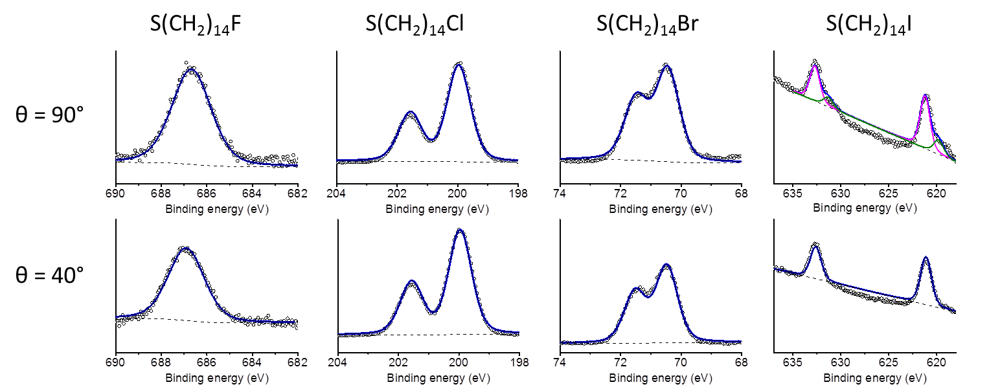 S(CH₂)₁₄F S(CH₂)₁₄Cl S(CH₂)₁₄Br S(CH₂)₁₄I
θ = 90°
690 688 686 684 682 204 202 200 198 74 72 70 68 635 630 625 620
Binding energy (eV) Binding energy (eV) Binding energy (eV) Binding energy (eV)
θ = 40°
690 688 686 684 682 204 202 200 198 74 72 70 68 635 630 625 620
Binding energy (eV) Binding energy (eV) Binding energy (eV) Binding energy (eV)